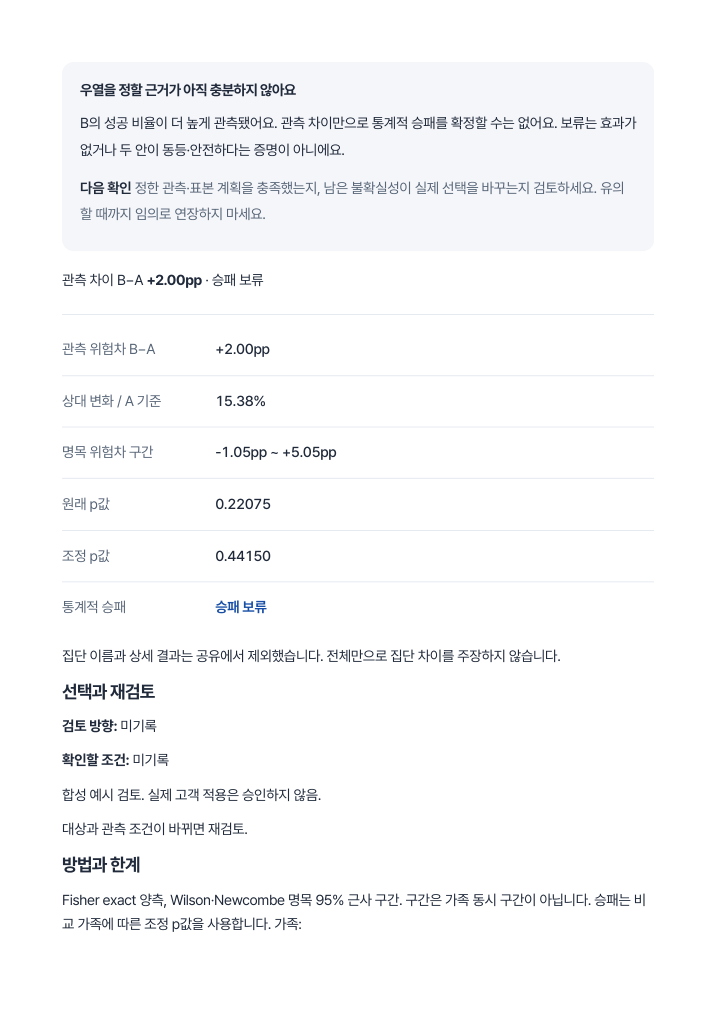 우열을 정할 근거가 아직 충분하지 않아요
B의 성공 비율이 더 높게 관측됐어요. 관측 차이만으로 통계적 승패를 확정할 수는 없어요. 보류는 효과가
없거나 두 안이 동등·안전하다는 증명이 아니에요.
다음 확인 정한 관측·표본 계획을 충족했는지, 남은 불확실성이 실제 선택을 바꾸는지 검토하세요. 유의
할 때까지 임의로 연장하지 마세요.
관측 차이 B−A +2.00pp · 승패 보류
관측 위험차 B−A +2.00pp
상대 변화 / A 기준 15.38%
명목 위험차 구간 -1.05pp ~ +5.05pp
원래 p값 0.22075
조정 p값 0.44150
통계적 승패 승패 보류
집단 이름과 상세 결과는 공유에서 제외했습니다. 전체만으로 집단 차이를 주장하지 않습니다.
선택과 재검토
검토 방향: 미기록
확인할 조건: 미기록
합성 예시 검토. 실제 고객 적용은 승인하지 않음.
대상과 관측 조건이 바뀌면 재검토.
방법과 한계
Fisher exact 양측, Wilson·Newcombe 명목 95% 근사 구간. 구간은 가족 동시 구간이 아닙니다. 승패는 비
교 가족에 따른 조정 p값을 사용합니다. 가족: